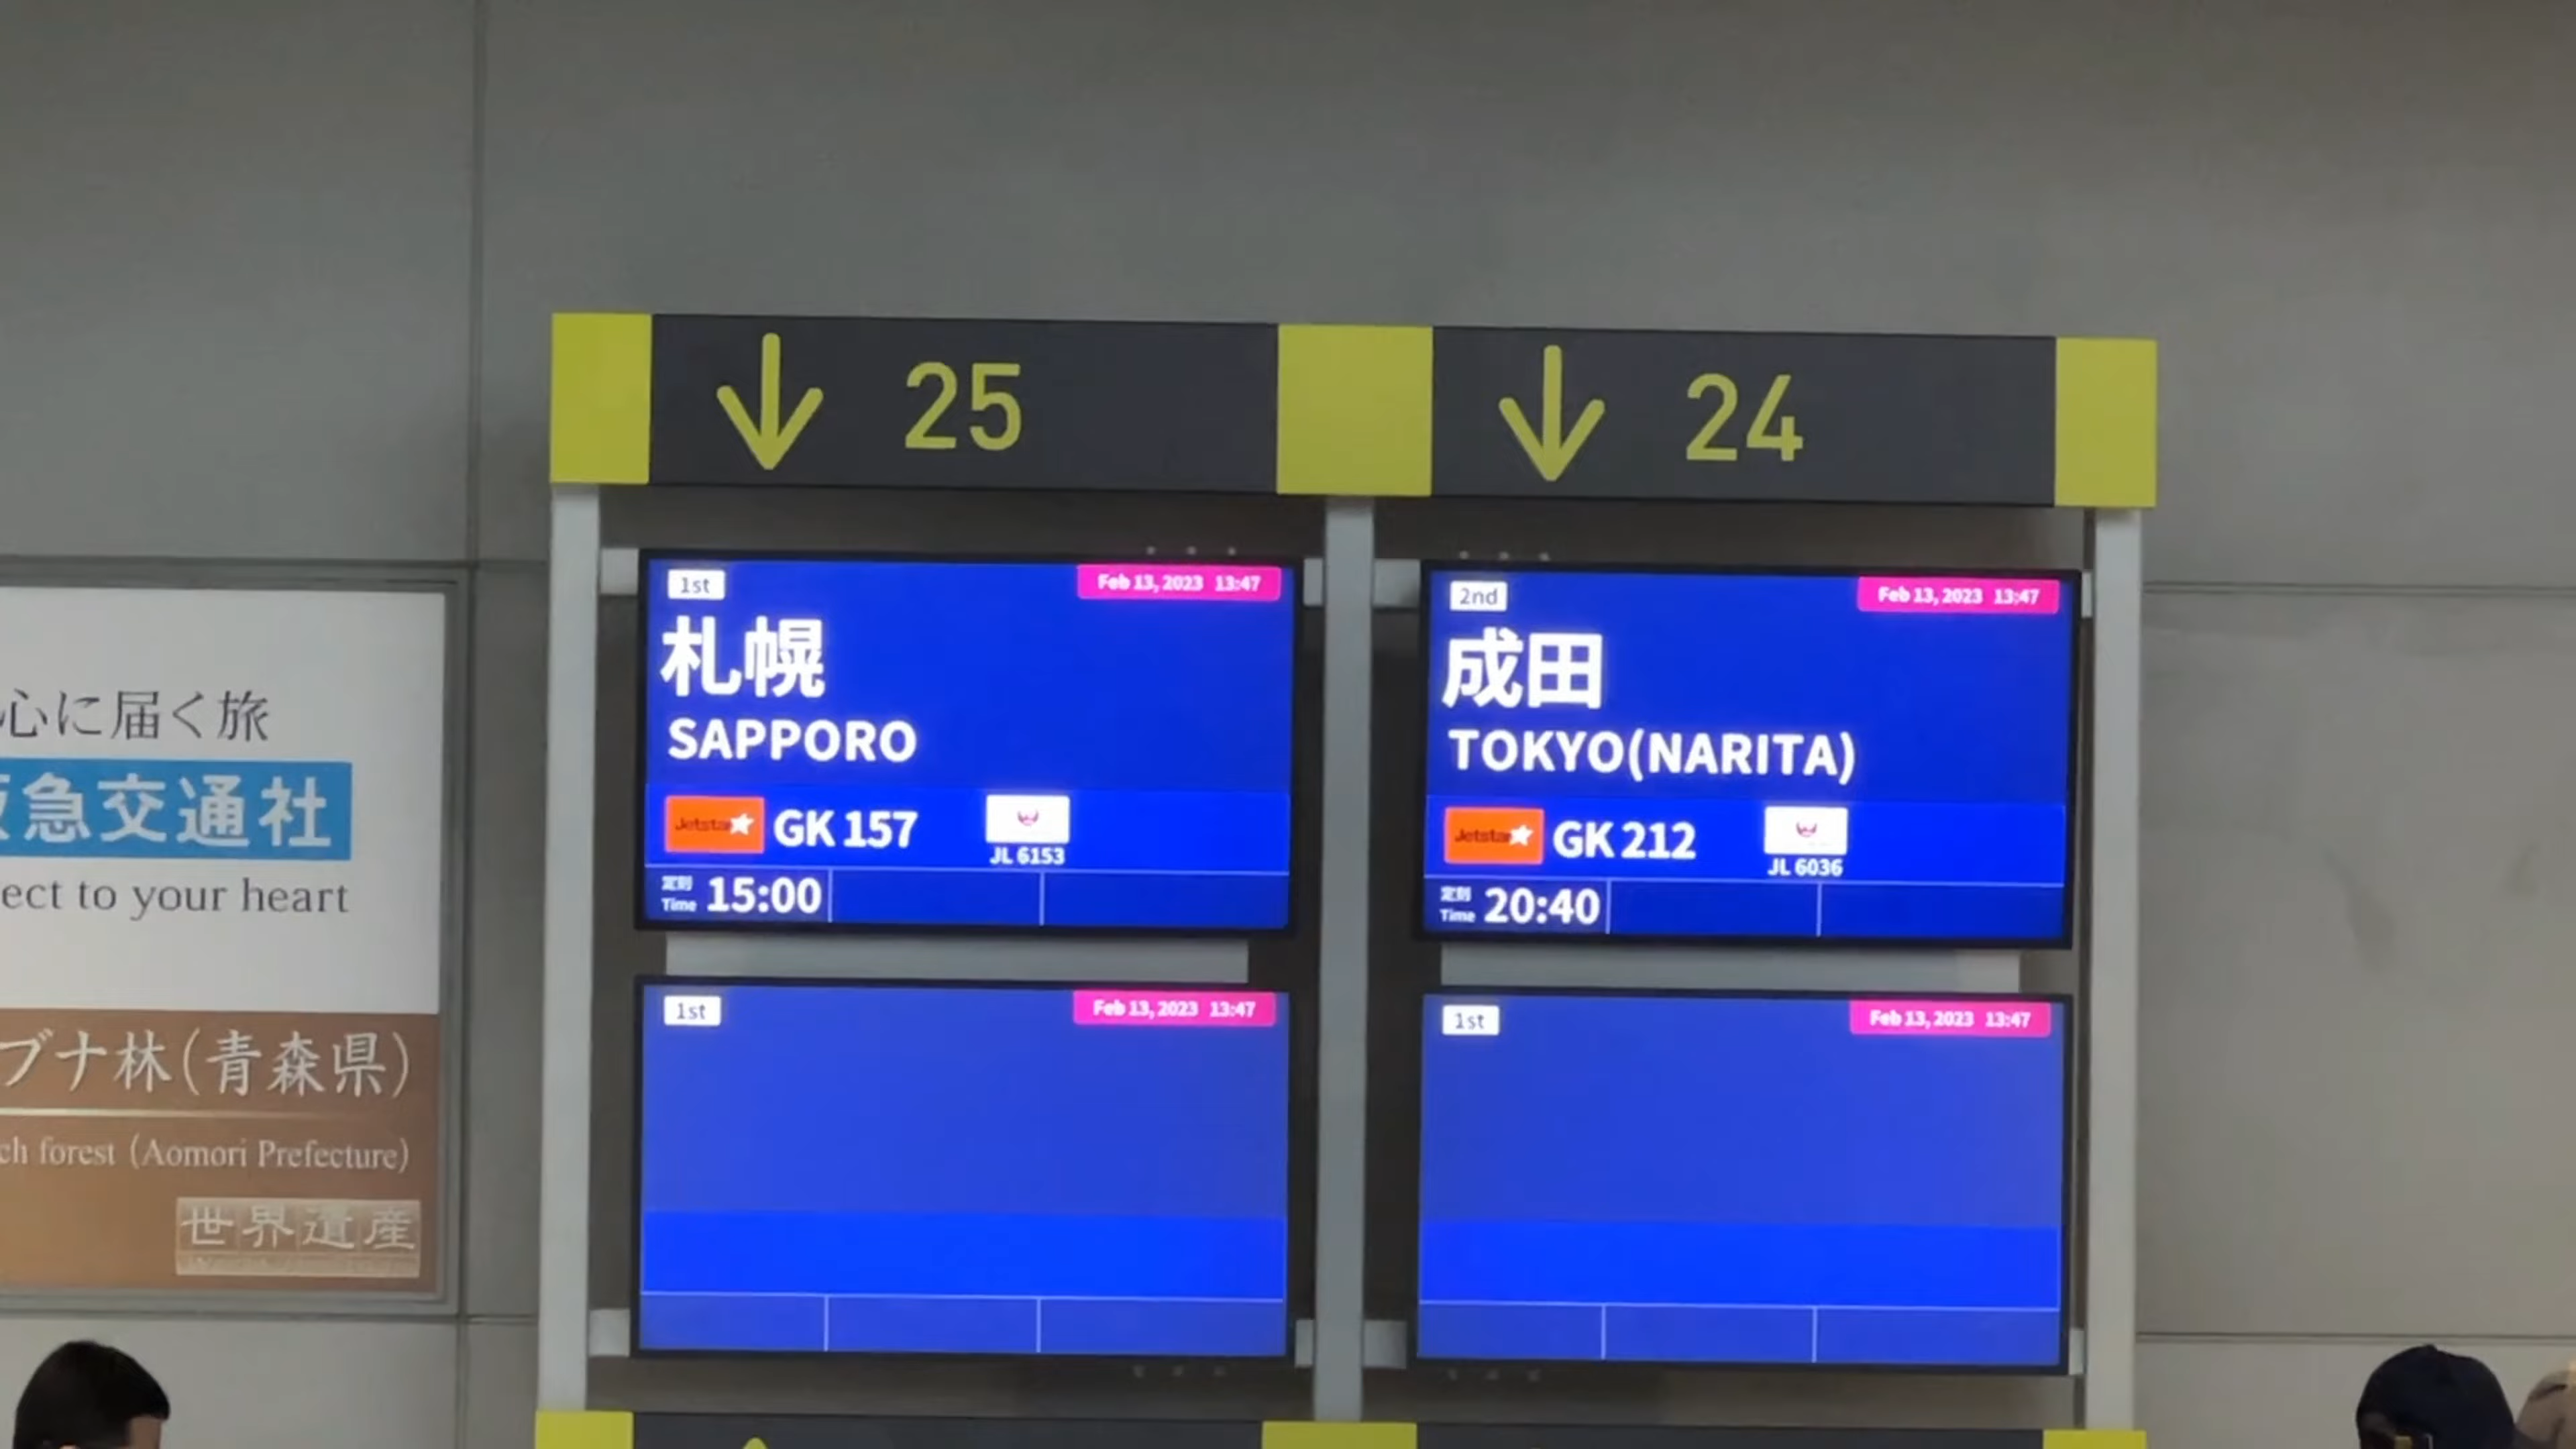 25
24
1st
Feb 13, 2023 13:47
札幌
SAPPORO
Jetstar
GK 157
JL 6153
定刻
Time
15:00
2nd
Feb 13, 2023 13:47
成田
TOKYO(NARITA)
Jetstar
GK 212
JL 6036
定刻
Time
20:40
1st
Feb 13, 2023 13:47
1st
Feb 13, 2023 13:47
心に届く旅
阪急交通社
ect to your heart
ブナ林(青森県)
ch forest (Aomori Prefecture)
世界遺産